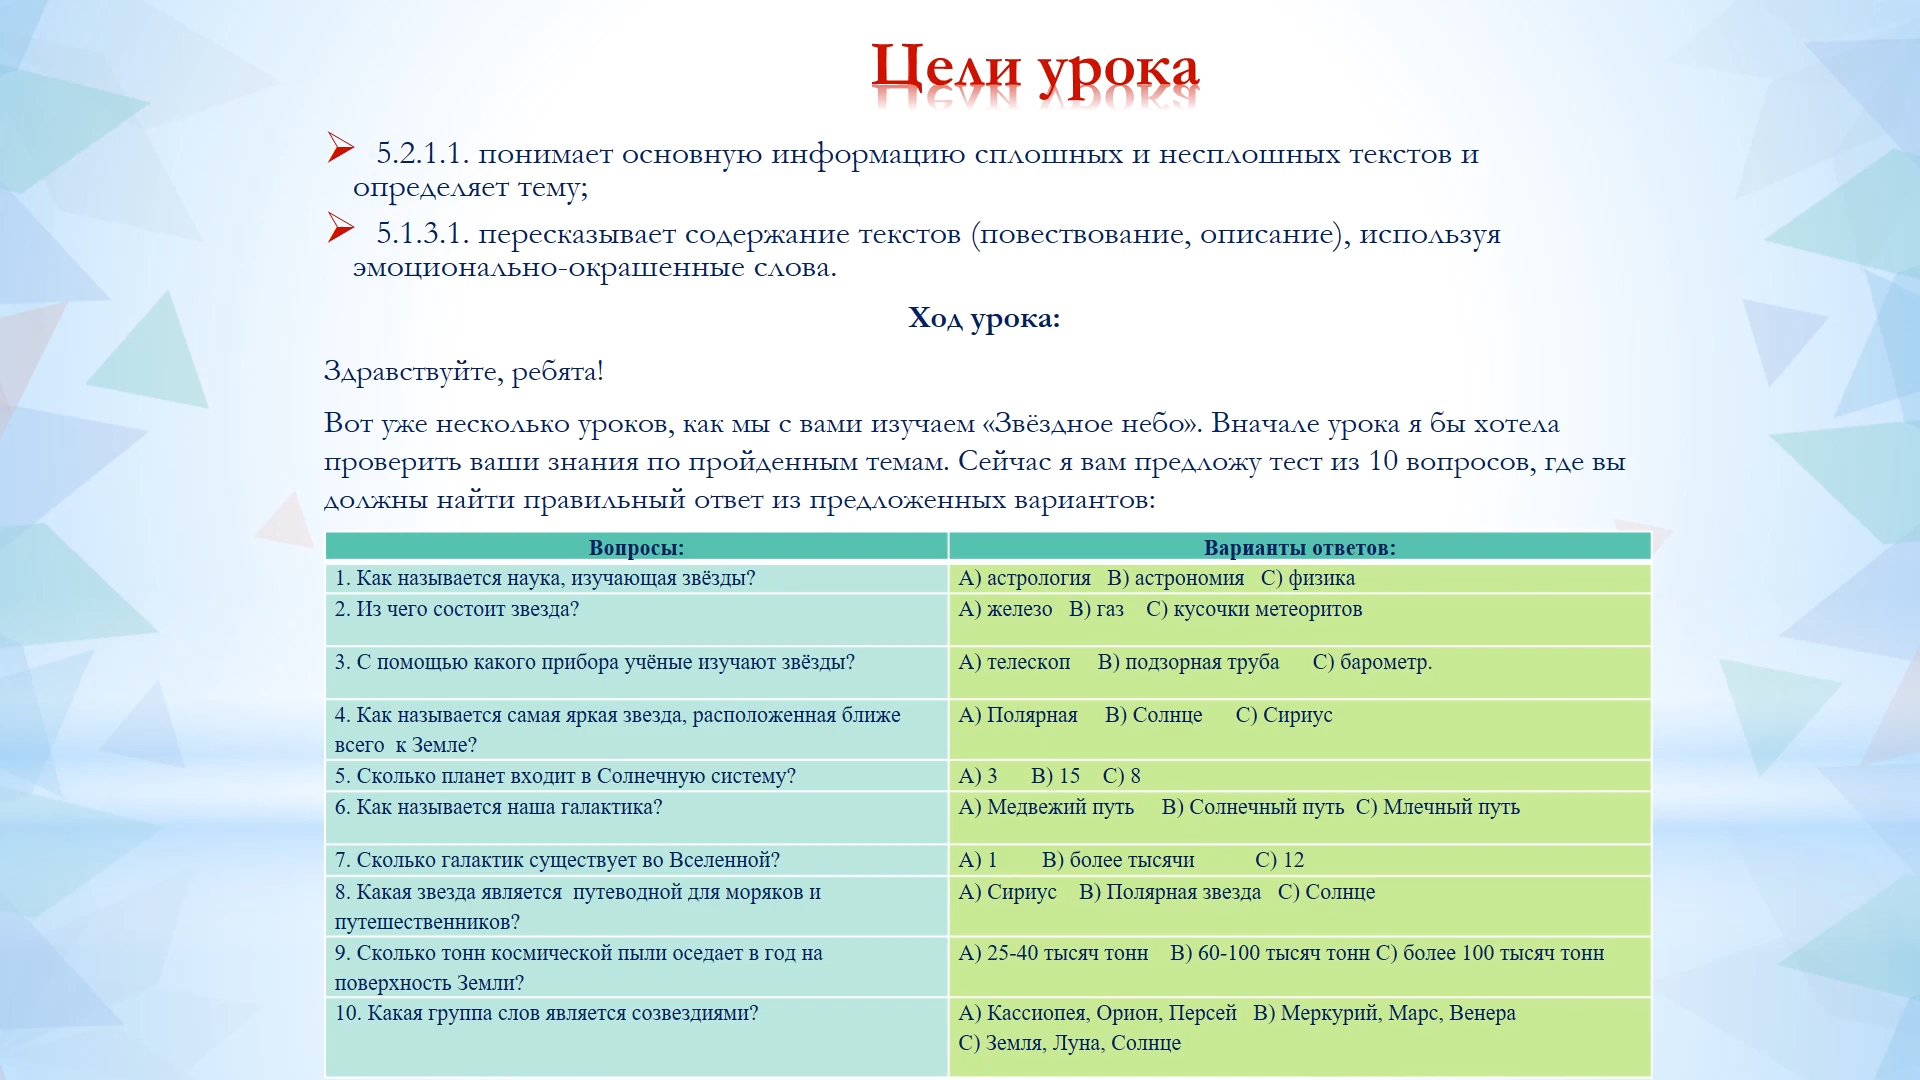 Цели урока
5.2.1.1. понимает основную информацию сплошных и несплошных текстов и
определяет тему;
5.1.3.1. пересказывает содержание текстов (повествование, описание), используя
эмоционально-окрашенные слова.
Ход урока:
Здравствуйте, ребята!
Вот уже несколько уроков, как мы с вами изучаем «Звёздное небо». Вначале урока я бы хотела
проверить ваши знания по пройденным темам. Сейчас я вам предложу тест из 10 вопросов, где вы
должны найти правильный ответ из предложенных вариантов:
Вопросы: Варианты ответов:
1. Как называется наука, изучающая звёзды? А) астрология В) астрономия С) физика
2. Из чего состоит звезда? А) железо В) газ С) кусочки метеоритов
3. С помощью какого прибора учёные изучают звёзды? А) телескоп В) подзорная труба С) барометр.
4. Как называется самая яркая звезда, расположенная ближе
всего к Земле?
А) Полярная В) Солнце С) Сириус
5. Сколько планет входит в Солнечную систему? А) 3 В) 15 С) 8
6. Как называется наша галактика? А) Медвежий путь В) Солнечный путь С) Млечный путь
7. Сколько галактик существует во Вселенной? А) 1 В) более тысячи С) 12
8. Какая звезда является путеводной для моряков и
путешественников?
А) Сириус В) Полярная звезда С) Солнце
9. Сколько тонн космической пыли оседает в год на
поверхность Земли?
А) 25-40 тысяч тонн В) 60-100 тысяч тонн С) более 100 тысяч тонн
10. Какая группа слов является созвездиями?
А) Кассиопея, Орион, Персей В) Меркурий, Марс, Венера
С) Земля, Луна, Солнце